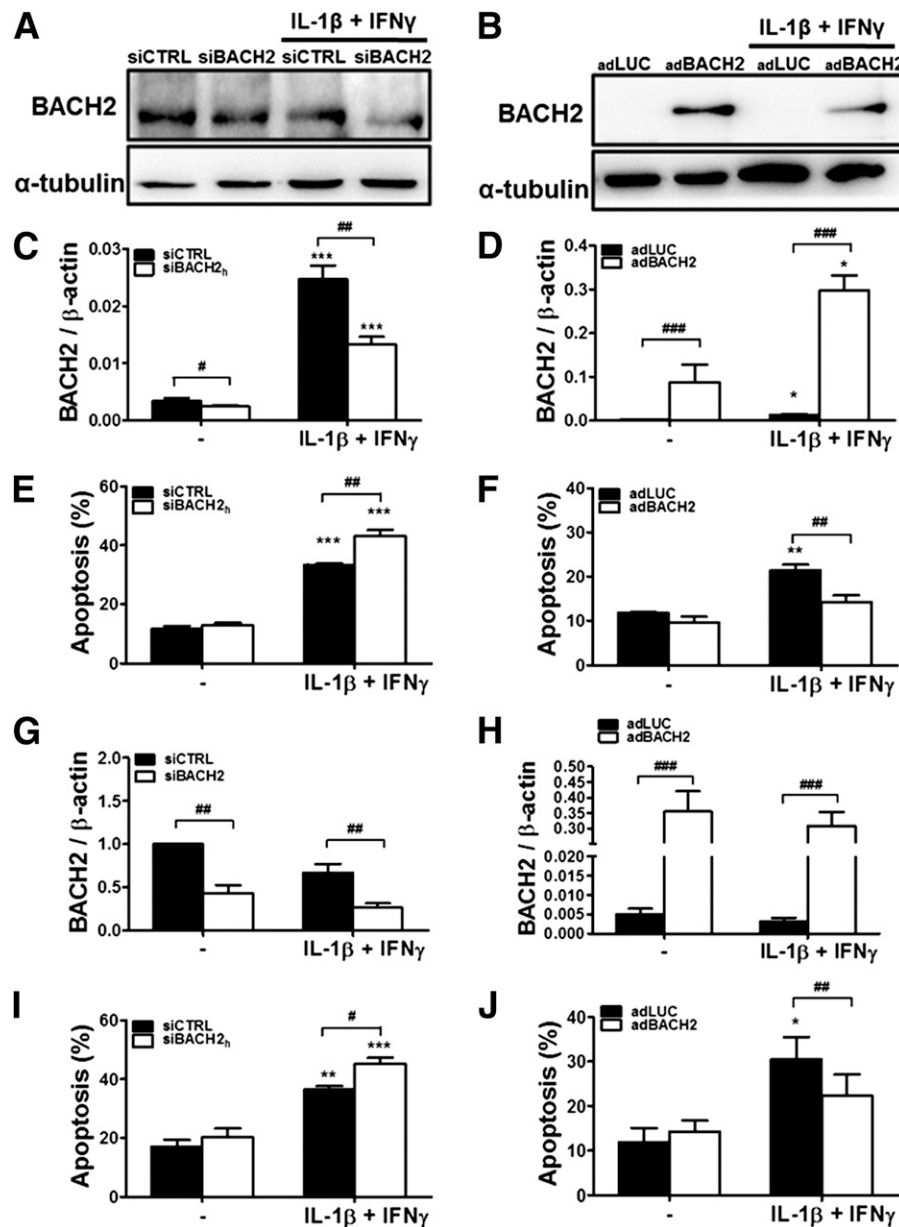 A
IL-1β + IFNγ
siCTRL siBACH2 siCTRL siBACH2
BACH2
α-tubulin
B
IL-1β + IFNγ
adLUC adBACH2 adLUC adBACH2
BACH2
α-tubulin
C
BACH2 / β-actin
0.03
0.02
0.01
0.00
siCTRL
siBACH2h
#
##
***
***
-
IL-1β + IFNγ
D
BACH2 / β-actin
0.4
0.3
0.2
0.1
0.0
adLUC
adBACH2
###
###
*
*
-
IL-1β + IFNγ
E
Apoptosis (%)
60
40
20
0
siCTRL
siBACH2h
##
***
***
-
IL-1β + IFNγ
F
Apoptosis (%)
40
30
20
10
0
adLUC
adBACH2
##
**
-
IL-1β + IFNγ
G
BACH2 / β-actin
2.0
1.5
1.0
0.5
0.0
siCTRL
siBACH2
##
##
-
IL-1β + IFNγ
H
adLUC
adBACH2
BACH2 / β-actin
0.50
0.45
0.40
0.35
0.30
0.020
0.015
0.010
0.005
0.000
###
###
-
IL-1β + IFNγ
I
Apoptosis (%)
60
40
20
0
siCTRL
siBACH2h
#
**
***
-
IL-1β + IFNγ
J
Apoptosis (%)
40
30
20
10
0
adLUC
adBACH2
##
*
-
IL-1β + IFNγ